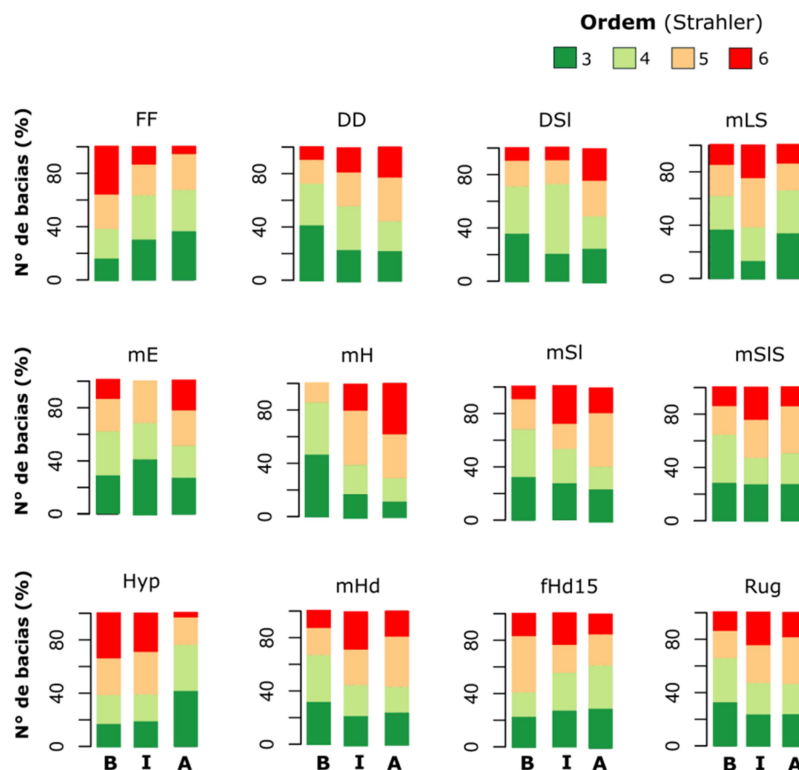 Ordem (Strahler)
3 4 5 6
FF DD DSl mLS
N° de bacias (%)
0 40 80
0 40 80
0 40 80
0 40 80
mE mH mSl mSlS
N° de bacias (%)
0 40 80
0 40 80
0 40 80
0 40 80
Hyp mHd fHd15 Rug
N° de bacias (%)
0 40 80
0 40 80
0 40 80
0 40 80
B I A B I A B I A B I A